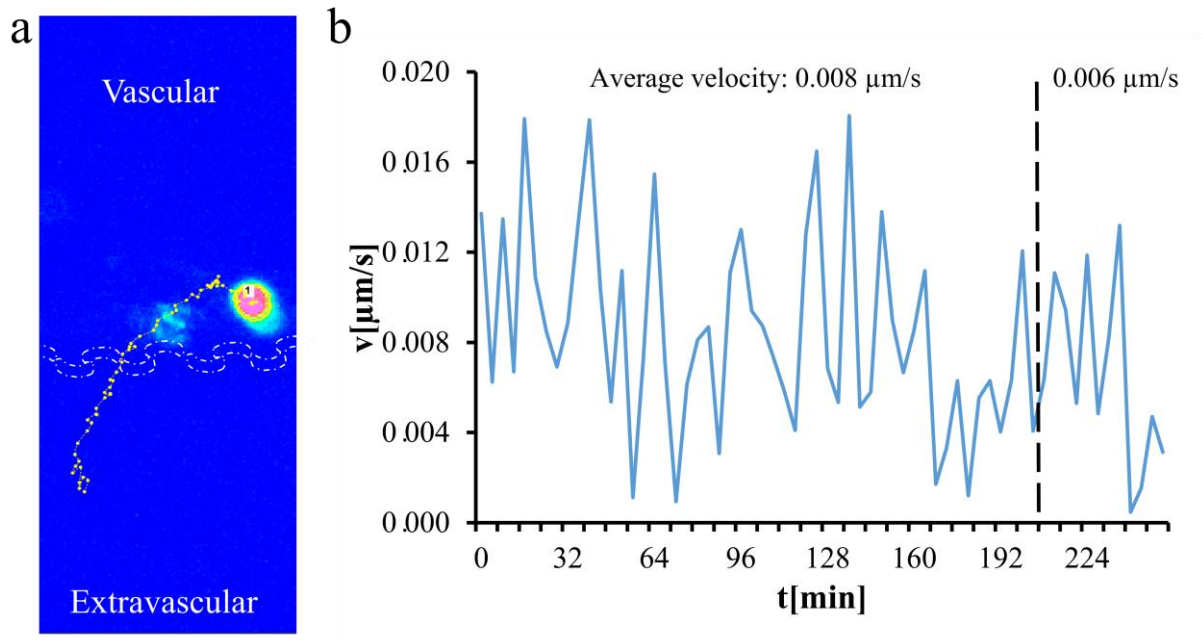 a
Vascular
1
Extravascular
b
Average velocity: 0.008 µm/s
0.006 µm/s
v[µm/s]
0.020
0.016
0.012
0.008
0.004
0.000
0 32 64 96 128 160 192 224
t[min]